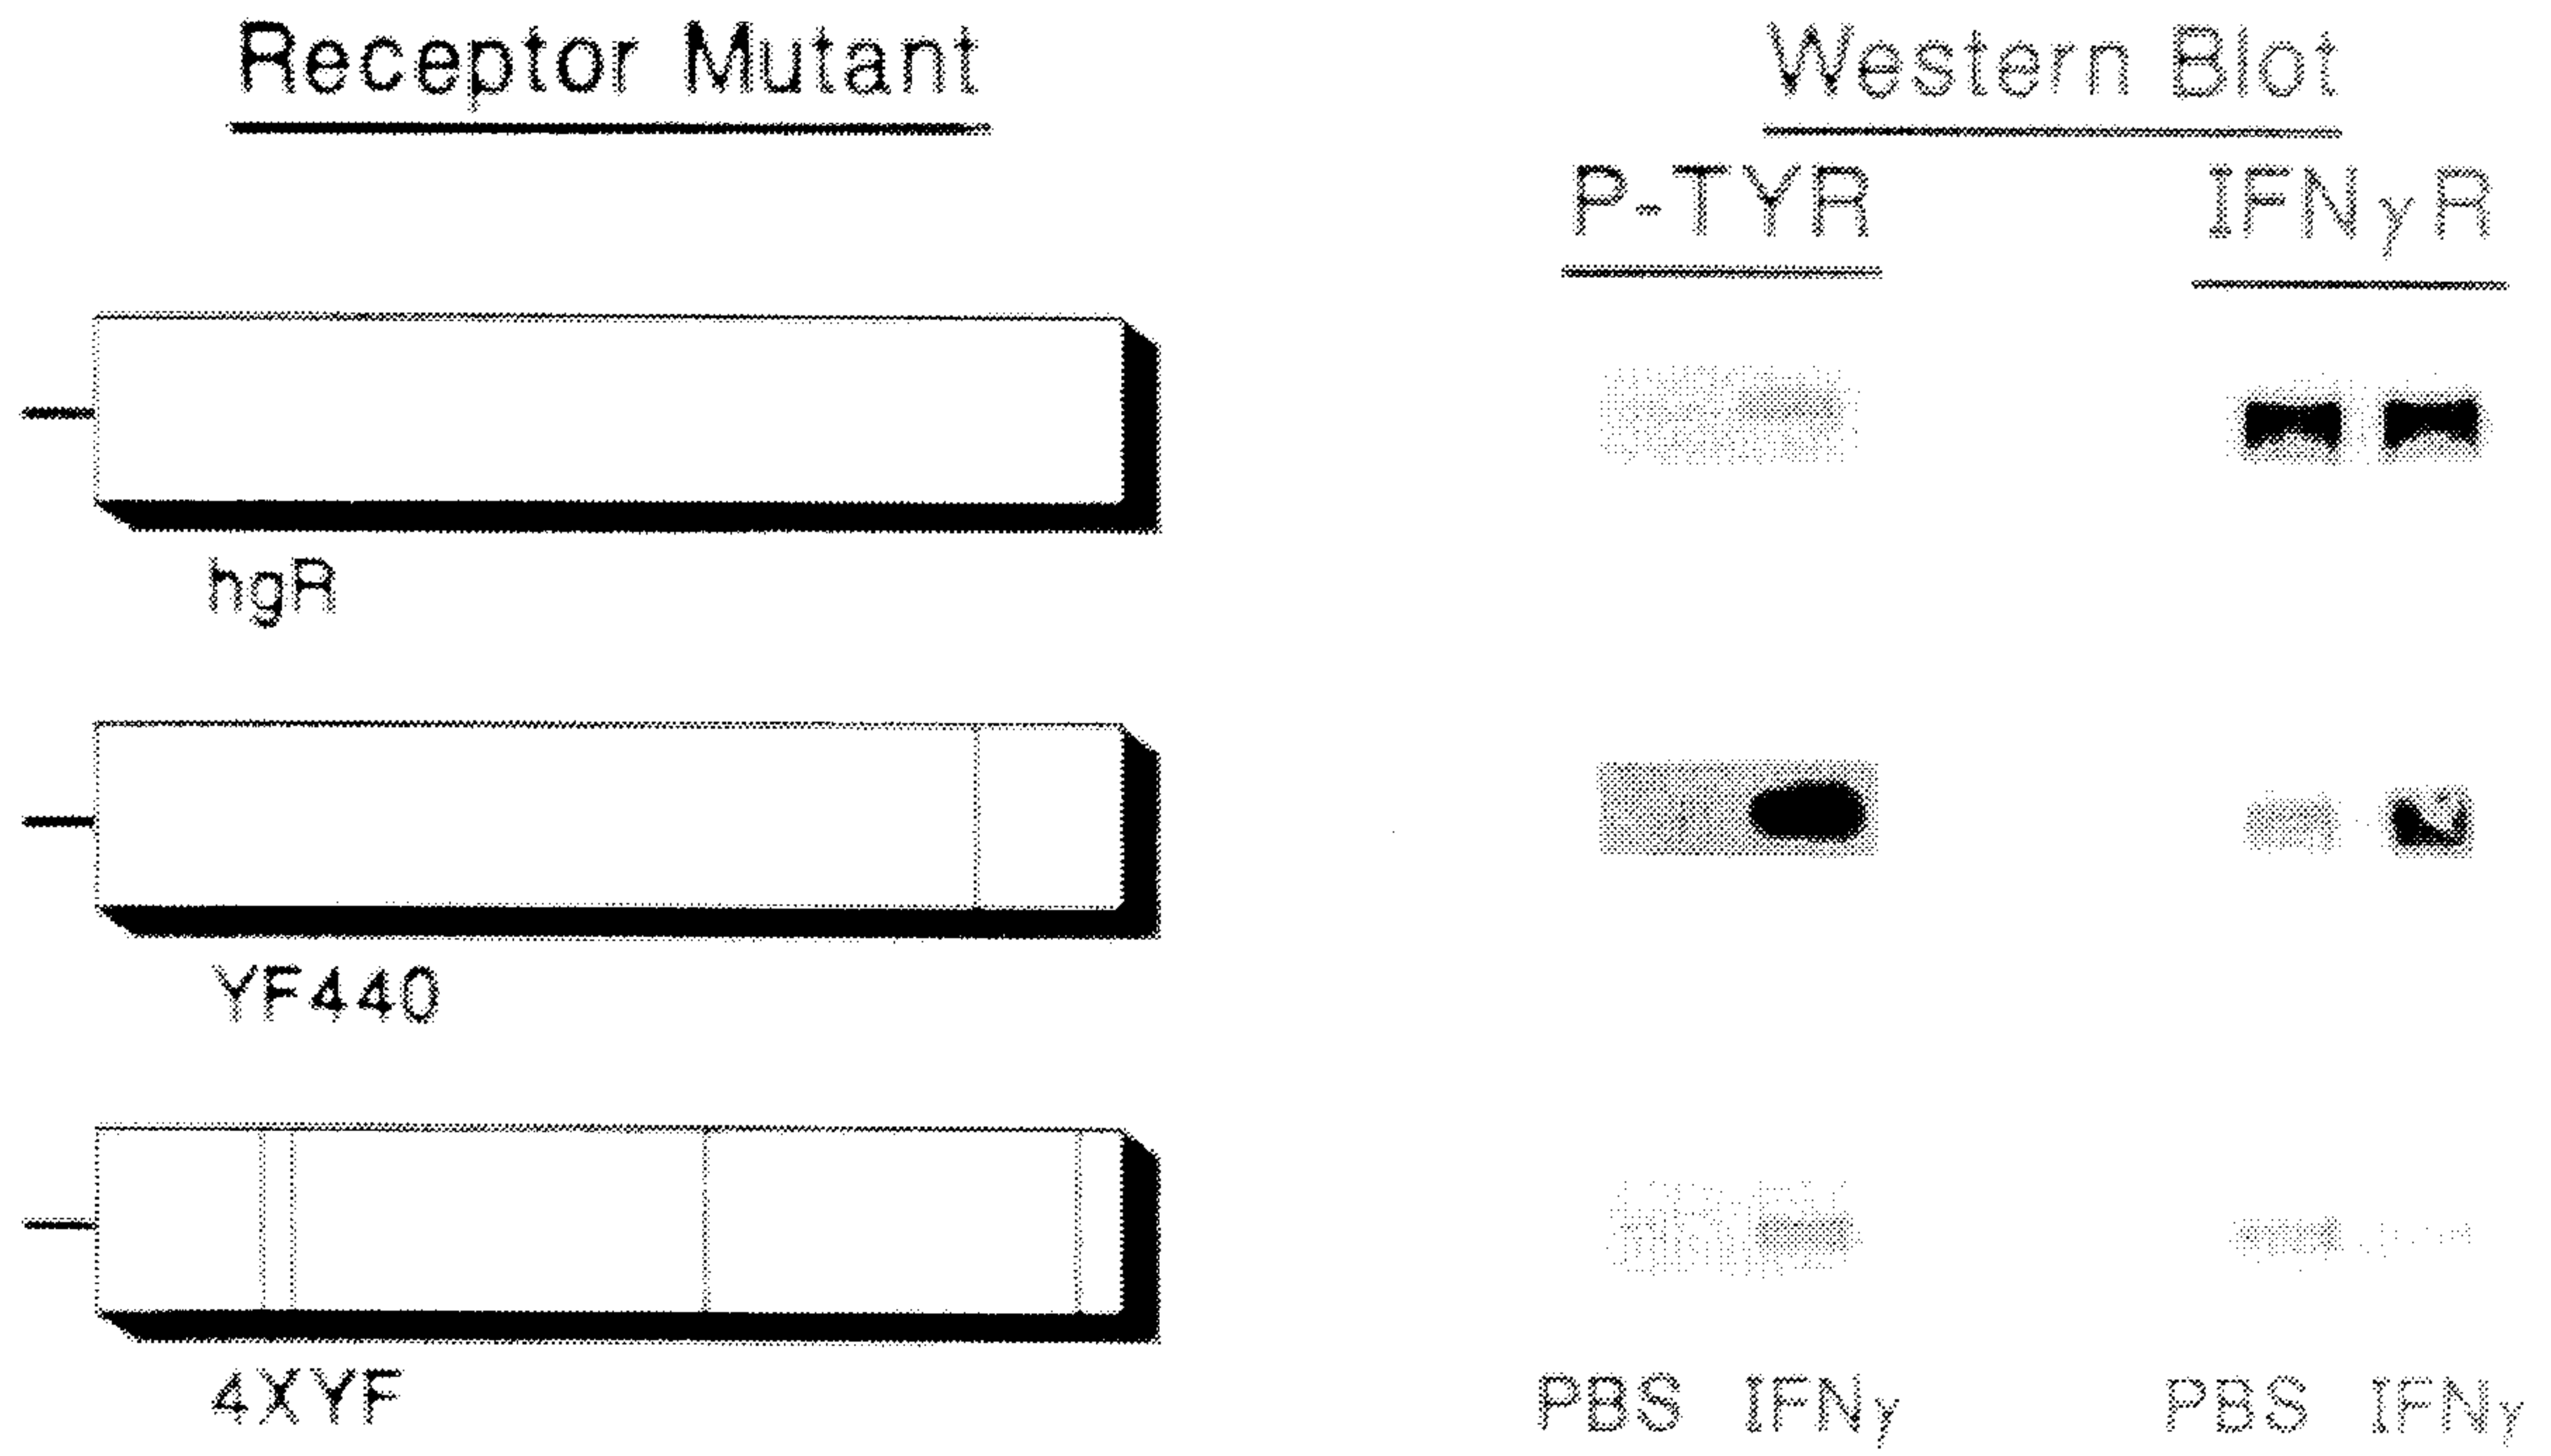 Receptor Mutant
Western Blot
P-TYR
IFNγR
hgR
YF440
4XYF
PBS IFNγ
PBS IFNγ